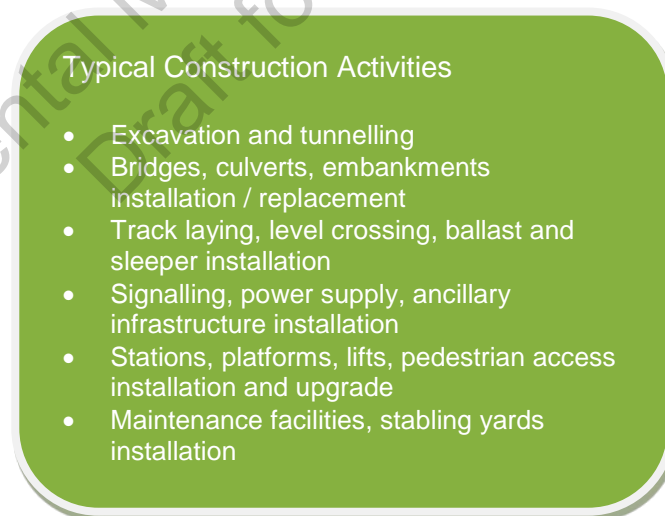 Typical Construction Activities
• Excavation and tunnelling
• Bridges, culverts, embankments
installation / replacement
• Track laying, level crossing, ballast and
sleeper installation
• Signalling, power supply, ancillary
infrastructure installation
• Stations, platforms, lifts, pedestrian access
installation and upgrade
• Maintenance facilities, stabling yards
installation
Draft fo